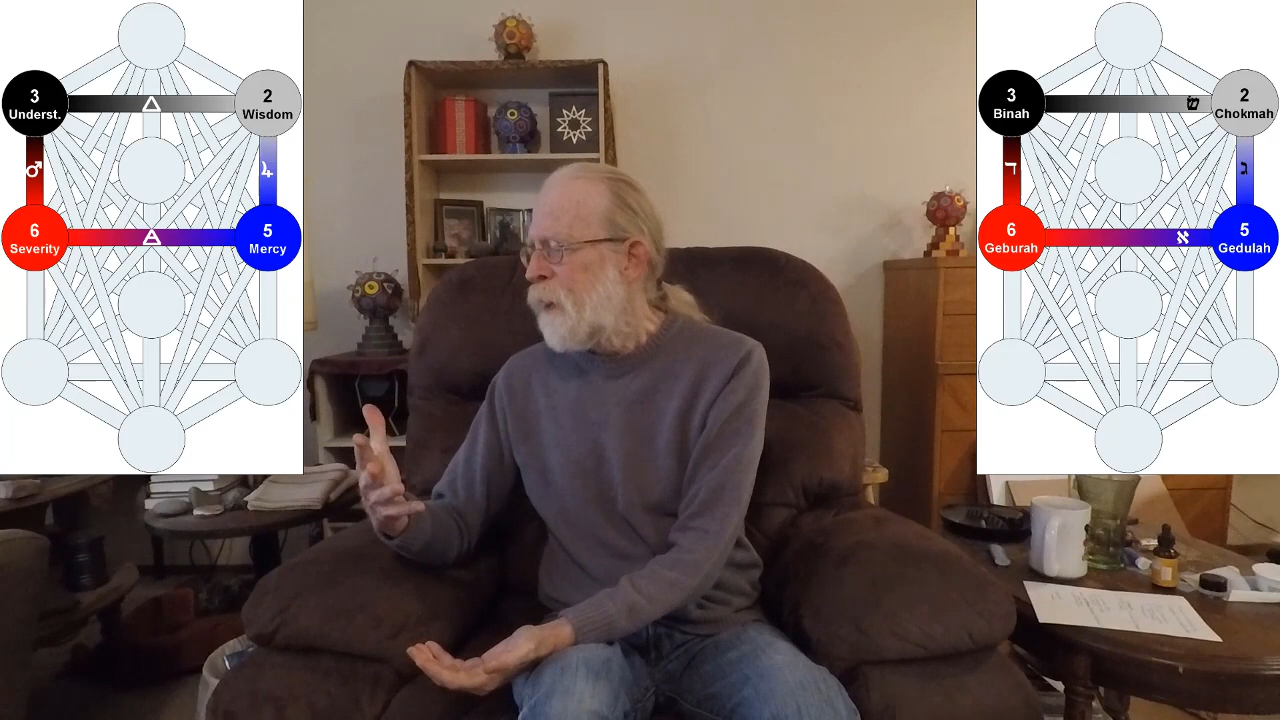 3
Underst.
2
Wisdom
♂
♃
6
Severity
5
Mercy
3
Binah
ש
2
Chokmah
ד
ג
6
Geburah
א
5
Gedulah